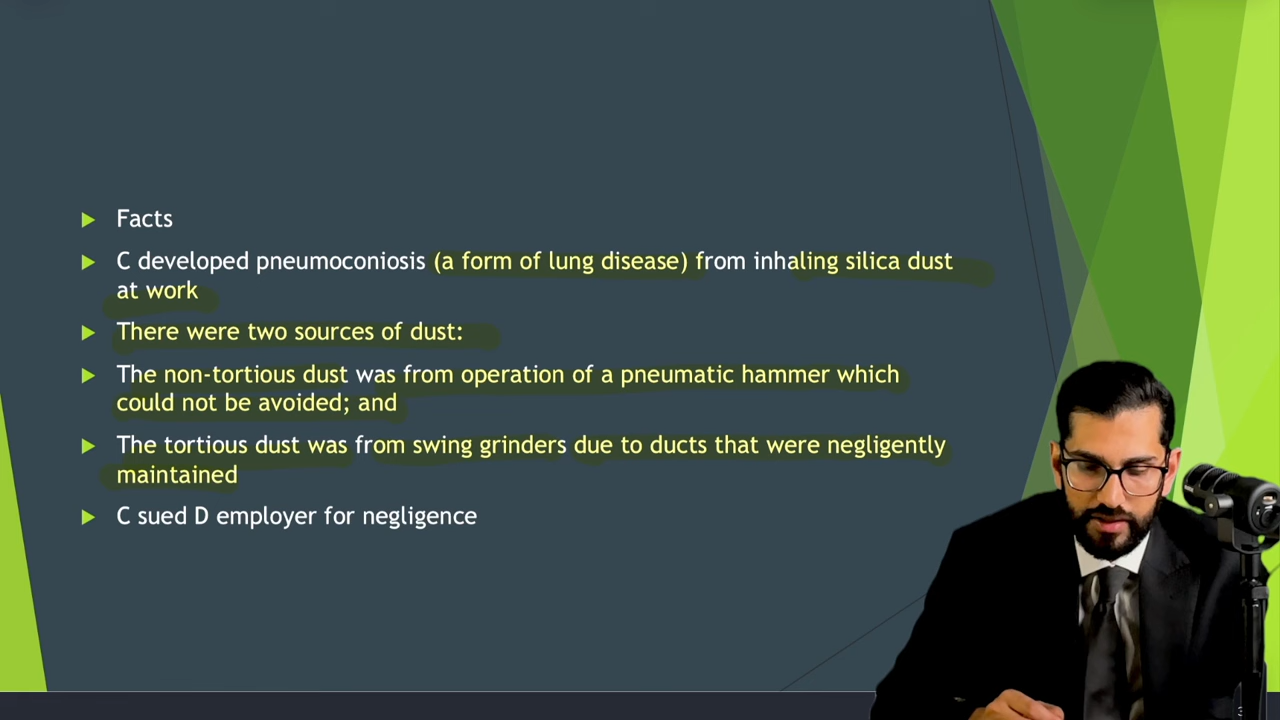 Facts
C developed pneumoconiosis (a form of lung disease) from inhaling silica dust
at work
There were two sources of dust:
The non-tortious dust was from operation of a pneumatic hammer which
could not be avoided; and
The tortious dust was from swing grinders due to ducts that were negligently
maintained
C sued D employer for negligence